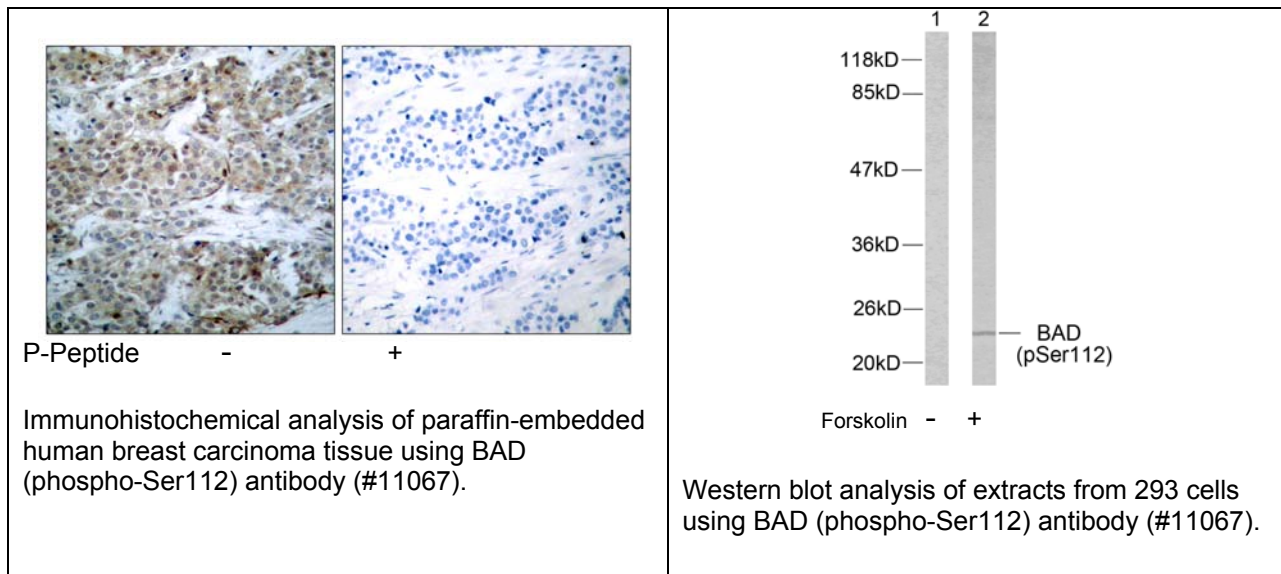 P-Peptide - +
Immunohistochemical analysis of paraffin-embedded
human breast carcinoma tissue using BAD
(phospho-Ser112) antibody (#11067).
1 2
118kD
85kD
47kD
36kD
26kD
BAD
(pSer112)
20kD
Forskolin - +
Western blot analysis of extracts from 293 cells
using BAD (phospho-Ser112) antibody (#11067).